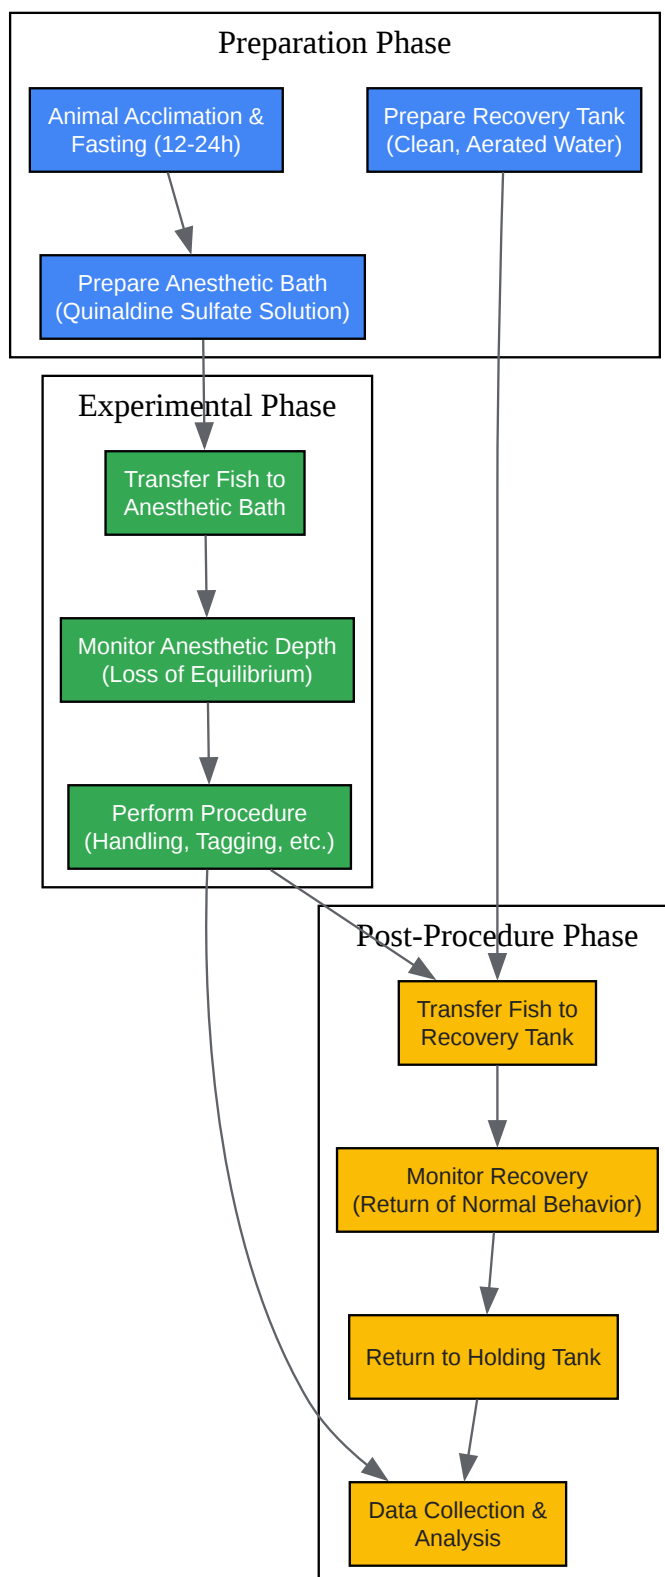 Preparation Phase
Animal Acclimation &
Fasting (12-24h)
Prepare Recovery Tank
(Clean, Aerated Water)
Prepare Anesthetic Bath
(Quinaldine Sulfate Solution)
Experimental Phase
Transfer Fish to
Anesthetic Bath
Monitor Anesthetic Depth
(Loss of Equilibrium)
Perform Procedure
(Handling, Tagging, etc.)
Post-Procedure Phase
Transfer Fish to
Recovery Tank
Monitor Recovery
(Return of Normal Behavior)
Return to Holding Tank
Data Collection &
Analysis